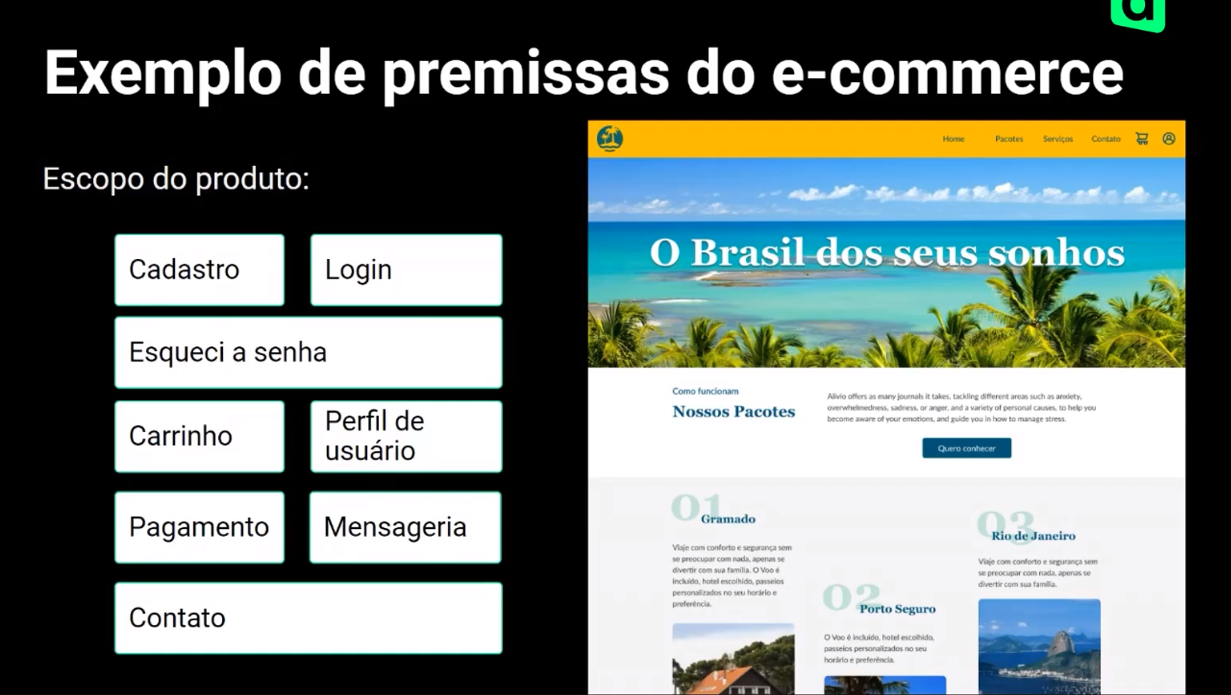 Exemplo de premissas do e-commerce
Escopo do produto:
Cadastro
Login
Esqueci a senha
Carrinho
Perfil de
usuário
Pagamento
Mensageria
Contato
Home
Pacotes
Serviços
Contato
O Brasil dos seus sonhos
Como funcionam
Nossos Pacotes
Alivio offers as many journals it takes, tackling different areas such as anxiety,
overwhelmedness, sadness, or anger, and a variety of personal causes, to help you
become aware of your emotions, and guide you in how to manage stress.
Quero conhecer
01
Gramado
Viaje com conforto e segurança sem
se preocupar com nada, apenas se
divertir com sua família. O Voo é
incluído, hotel escolhido, passeios
personalizados no seu horário e
preferência.
02
Porto Seguro
O Voo é incluído, hotel escolhido,
passeios personalizados no seu
horário e preferência.
03
Rio de Janeiro
Viaje com conforto e segurança sem
se preocupar com nada, apenas se
divertir com sua família.